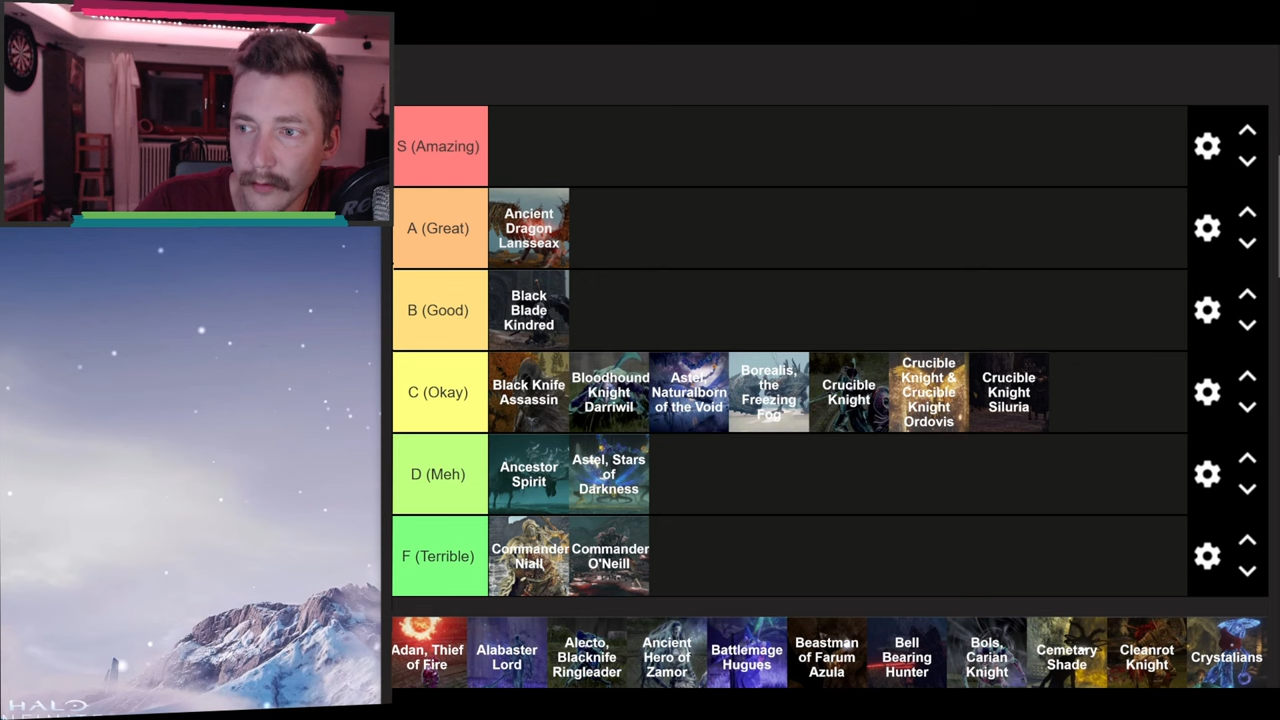 S (Amazing)
A (Great)
Ancient
Dragon
Lansseax
B (Good)
Black
Blade
Kindred
C (Okay)
Black Knife
Assassin
Bloodhound
Knight
Darriwil
Astel,
Naturalborn
of the Void
Borealis,
the
Freezing
Fog
Crucible
Knight
Crucible
Knight &
Crucible
Knight
Ordovis
Crucible
Knight
Siluria
D (Meh)
Ancestor
Spirit
Astel, Stars
of
Darkness
F (Terrible)
Commander
Niall
Commander
O'Neill
Adan, Thief
of Fire
Alabaster
Lord
Alecto,
Blacknife
Ringleader
Ancient
Hero of
Zamor
Battlemage
Hugues
Beastman
of Farum
Azula
Bell
Bearing
Hunter
Bols,
Carian
Knight
Cemetary
Shade
Cleanrot
Knight
Crystalians
HALO